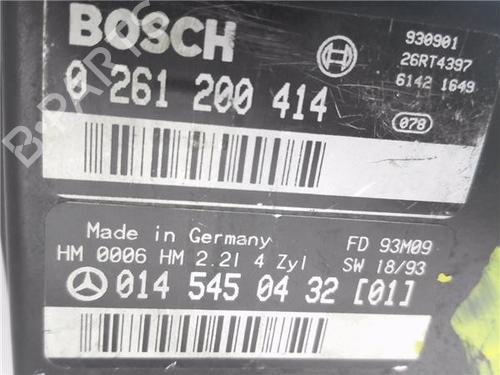 BOSCH
930901
26RT4397
6142 1649
0 261 200 414
078
B-PARTS
Made in Germany
FD 93M09
HM 0006 HM 2.2l 4 Zyl
SW 18/93
014 545 04 32 [01]